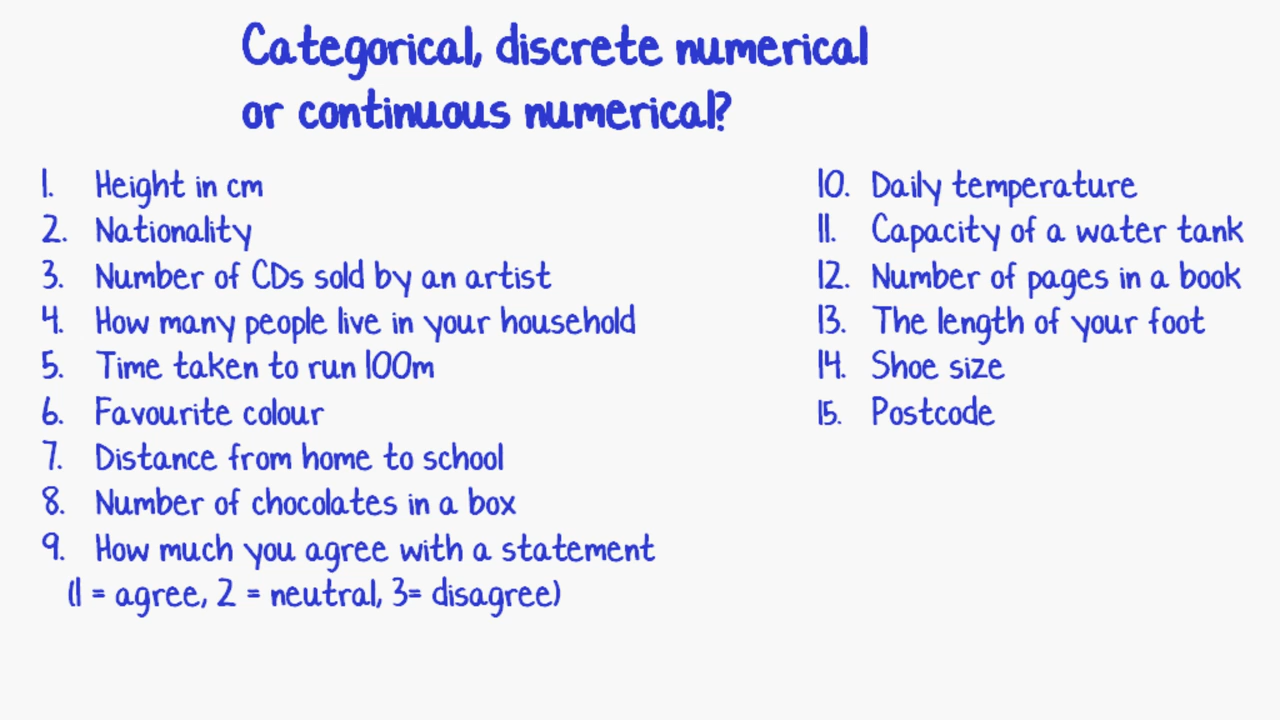 Categorical, discrete numerical
or continuous numerical?
1. Height in cm
2. Nationality
3. Number of CDs sold by an artist
4. How many people live in your household
5. Time taken to run 100m
6. Favourite colour
7. Distance from home to school
8. Number of chocolates in a box
9. How much you agree with a statement
(1 = agree, 2 = neutral, 3= disagree)
10. Daily temperature
11. Capacity of a water tank
12. Number of pages in a book
13. The length of your foot
14. Shoe size
15. Postcode